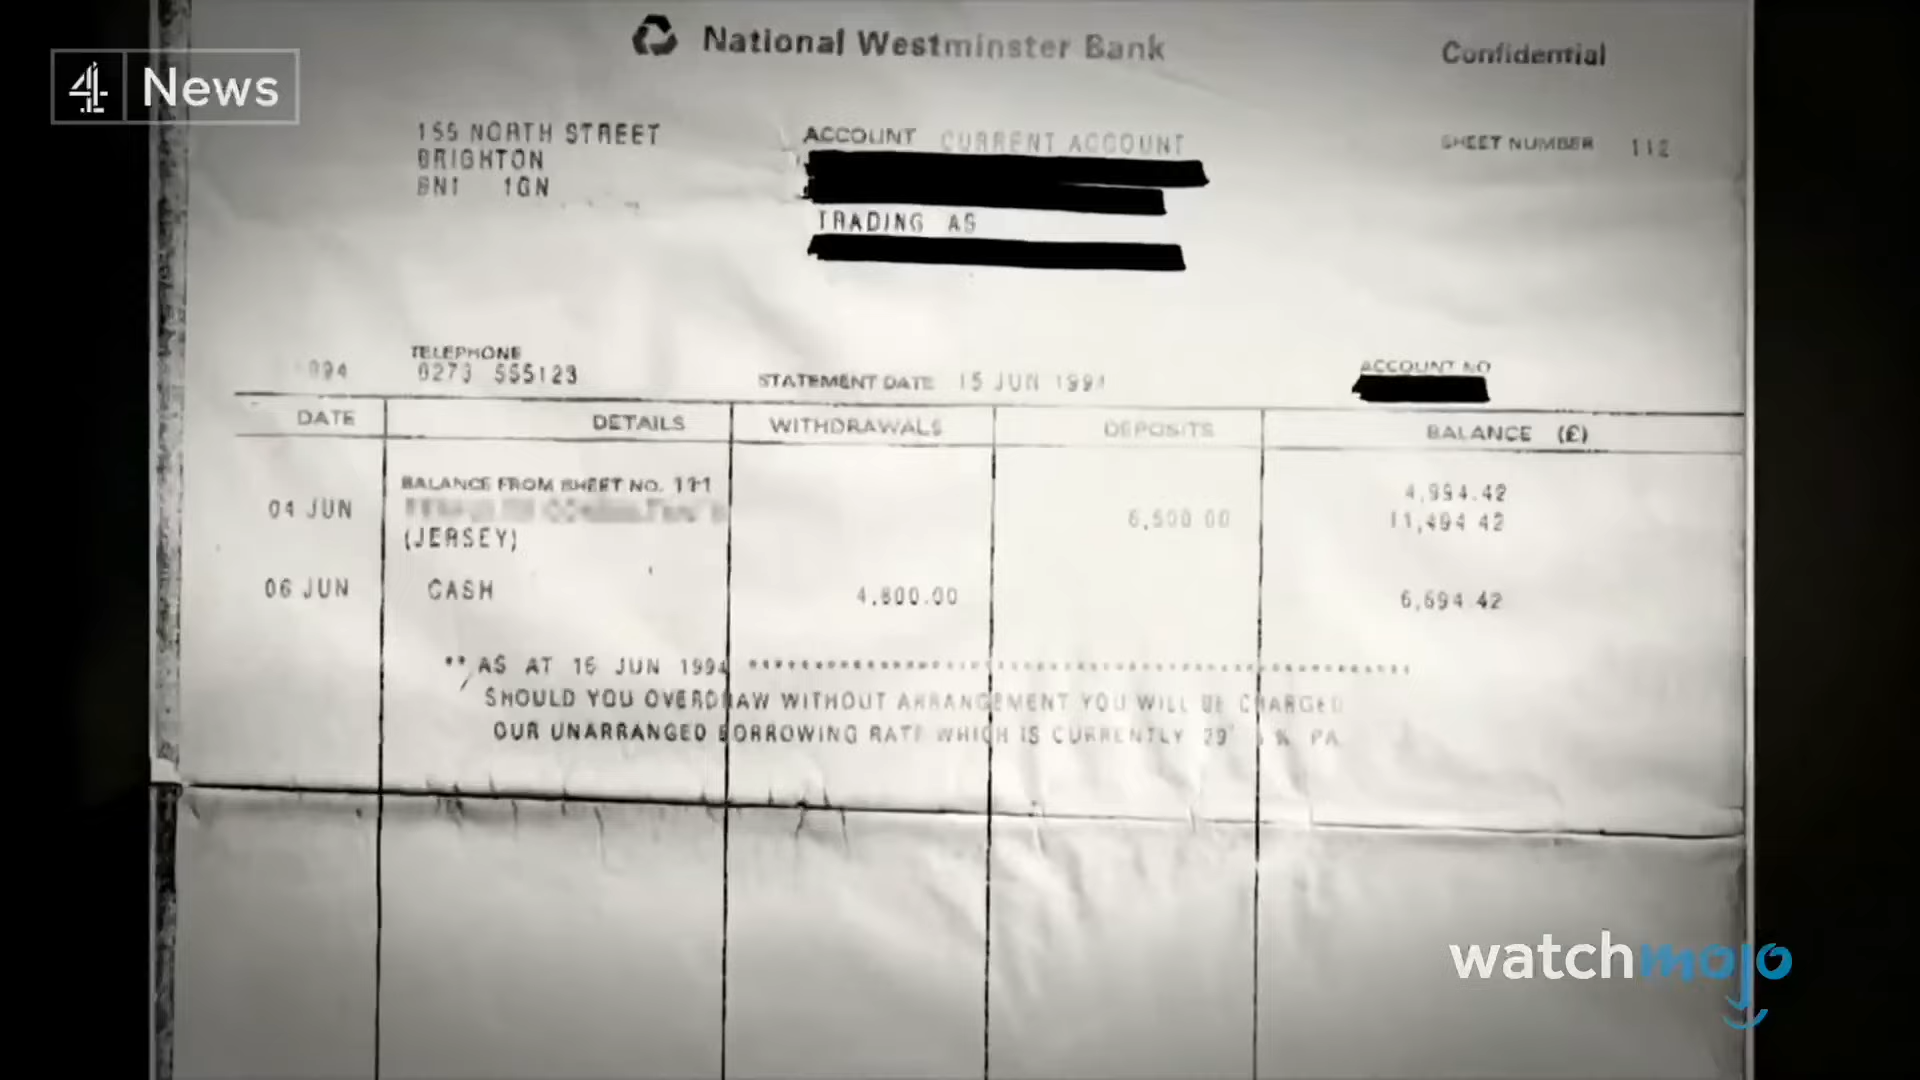 4 News
National Westminster Bank
Confidential
155 NORTH STREET
BRIGHTON
BN1 1GN
ACCOUNT CURRENT ACCOUNT
TRADING AS
SHEET NUMBER 112
TELEPHONE
0273 555123
994
STATEMENT DATE 15 JUN 1994
ACCOUNT NO
DATE DETAILS WITHDRAWALS DEPOSITS BALANCE (£)
BALANCE FROM SHEET NO. 111 4,994.42
04 JUN 6,500.00 11,494.42
(JERSEY)
06 JUN CASH 4,800.00 6,694.42
** AS AT 16 JUN 1994
SHOULD YOU OVERDRAW WITHOUT ARRANGEMENT YOU WILL BE CHARGED
OUR UNARRANGED BORROWING RATE WHICH IS CURRENTLY % PA
watchmojo